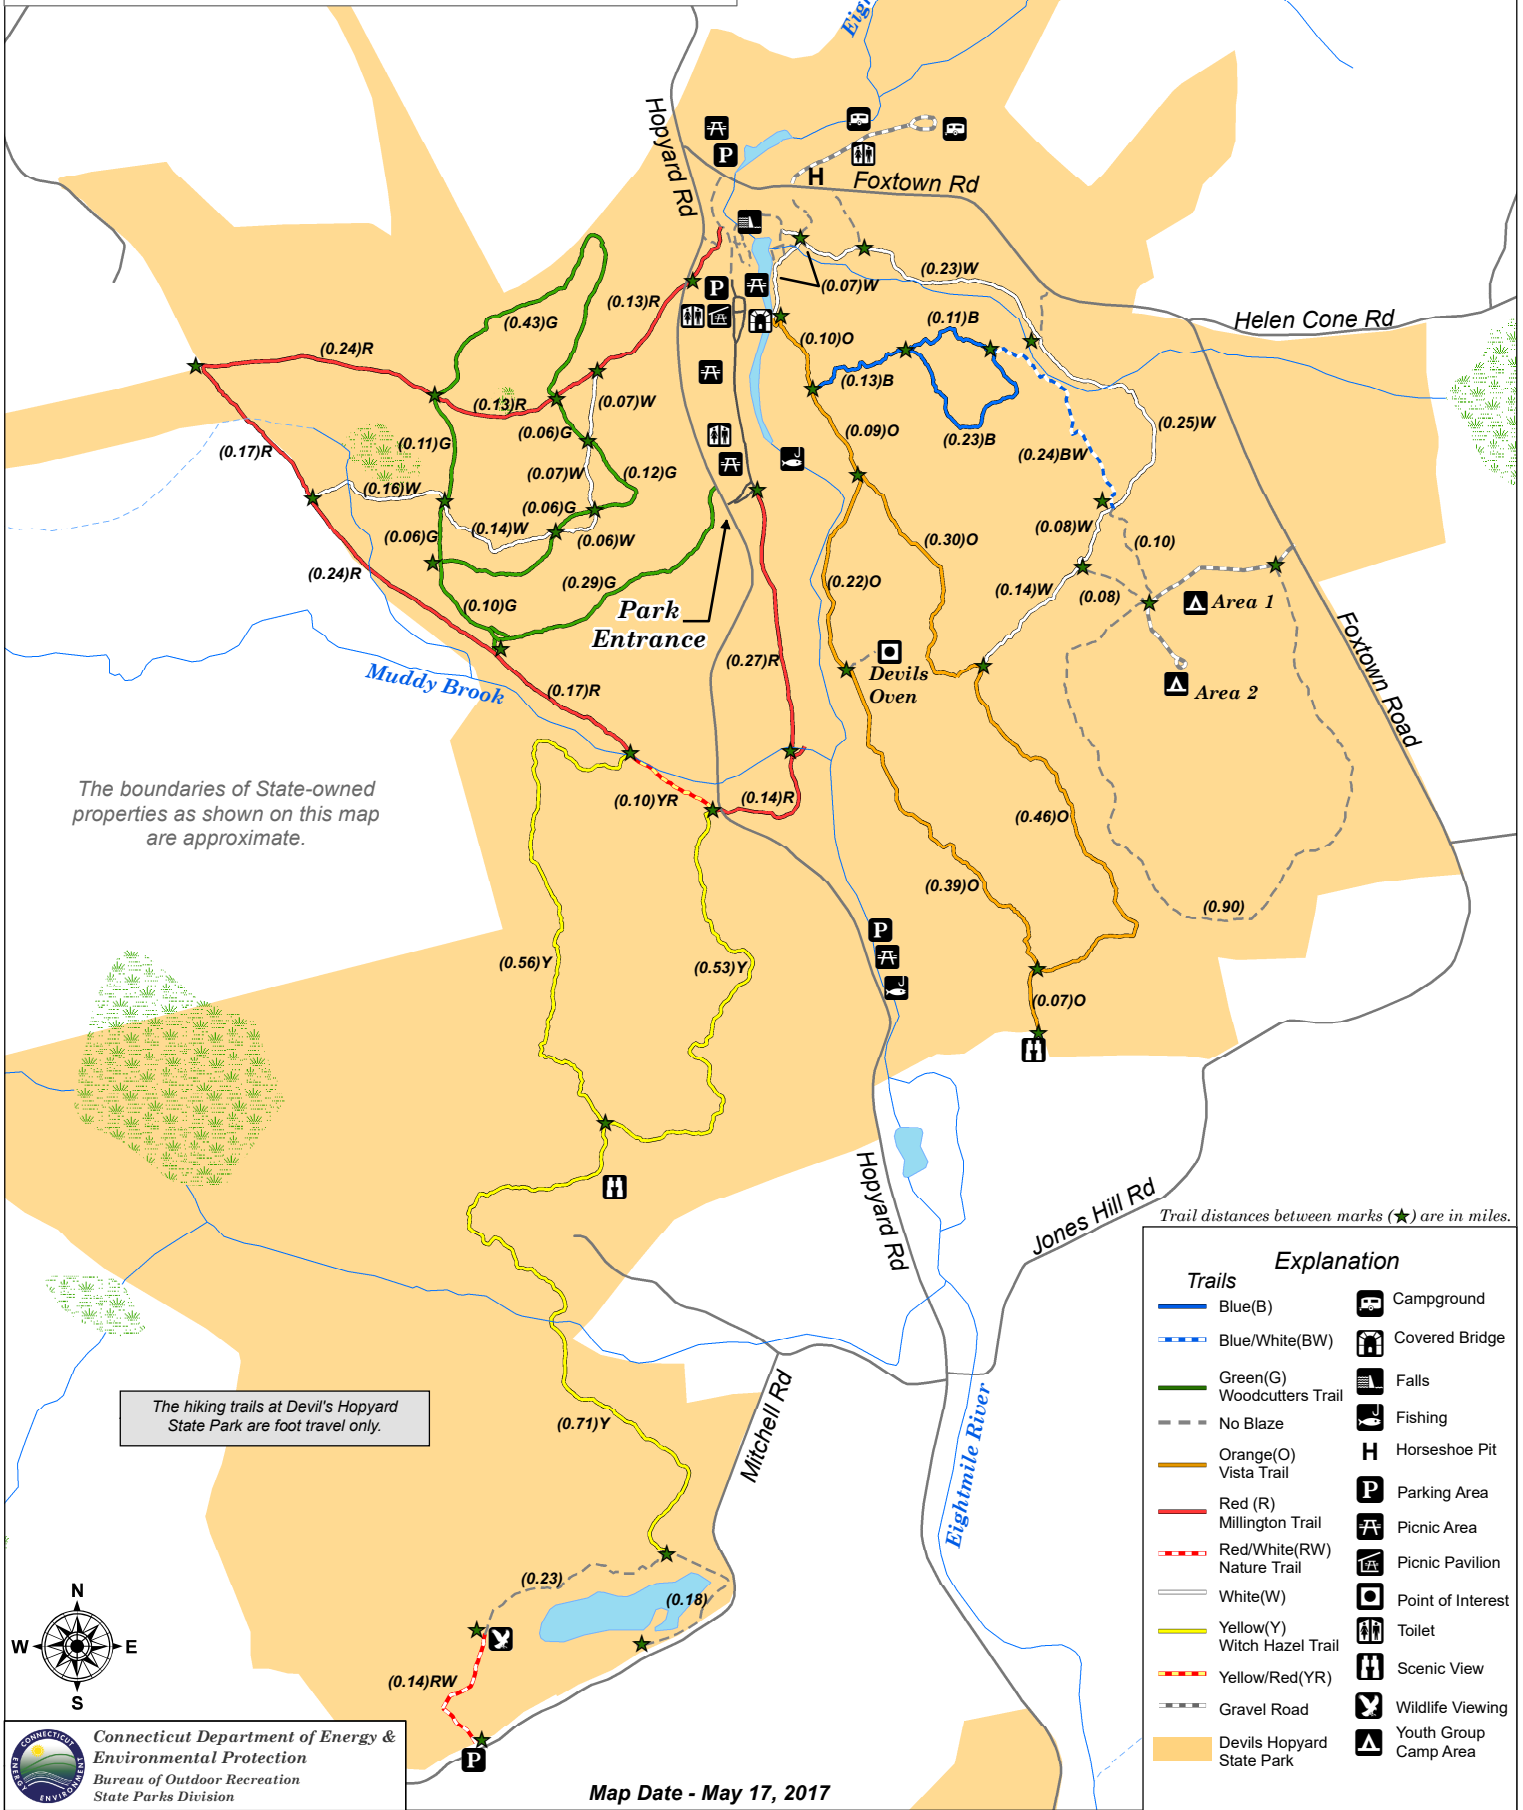 Eig
Hopyard Rd
H
Foxtown Rd
(0.23)W
(0.07)W
(0.13)R
(0.43)G
(0.11)B
Helen Cone Rd
(0.24)R
(0.10)O
(0.13)B
(0.13)R
(0.07)W
(0.06)G
(0.09)O
(0.23)B
(0.25)W
(0.11)G
(0.17)R
(0.07)W
(0.12)G
(0.24)BW
(0.16)W
(0.06)G
(0.14)W
(0.06)W
(0.06)G
(0.08)W
(0.10)
(0.30)O
(0.24)R
(0.29)G
(0.22)O
(0.14)W
(0.08)
(0.10)G
Park
Entrance
Area 1
Foxtown Road
(0.27)R
Devils
Oven
Area 2
Muddy Brook
(0.17)R
The boundaries of State-owned
properties as shown on this map
are approximate.
(0.10)YR
(0.14)R
(0.46)O
(0.39)O
(0.90)
P
(0.56)Y
(0.53)Y
(0.07)O
Hopyard Rd
Jones Hill Rd
Trail distances between marks (★) are in miles.
The hiking trails at Devil's Hopyard
State Park are foot travel only.
(0.71)Y
Mitchell Rd
Eightmile River
(0.23)
(0.18)
(0.14)RW
P
N
W E
S
Explanation
Trails
Blue(B)
Blue/White(BW)
Green(G)
Woodcutters Trail
No Blaze
Orange(O)
Vista Trail
Red (R)
Millington Trail
Red/White(RW)
Nature Trail
White(W)
Yellow(Y)
Witch Hazel Trail
Yellow/Red(YR)
Gravel Road
Devils Hopyard
State Park
Campground
Covered Bridge
Falls
Fishing
H Horseshoe Pit
P Parking Area
Picnic Area
Picnic Pavilion
Point of Interest
Toilet
Scenic View
Wildlife Viewing
Youth Group
Camp Area
CONNECTICUT
ENERGY ENVIRONMENT
Connecticut Department of Energy &
Environmental Protection
Bureau of Outdoor Recreation
State Parks Division
Map Date - May 17, 2017